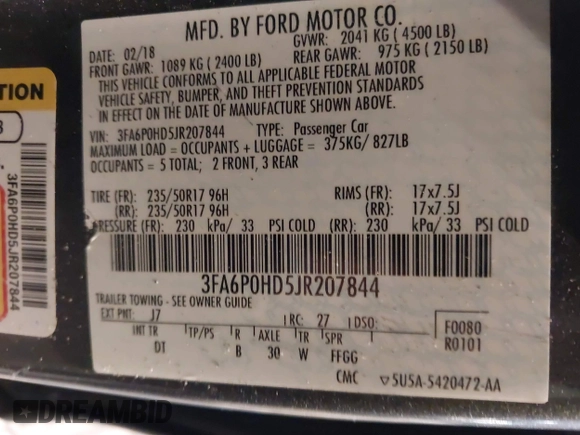 MFD. BY FORD MOTOR CO.
DATE: 02/18
GVWR: 2041 KG (4500 LB)
FRONT GAWR: 1089 KG (2400 LB)
REAR GAWR: 975 KG (2150 LB)
THIS VEHICLE CONFORMS TO ALL APPLICABLE FEDERAL MOTOR
VEHICLE SAFETY, BUMPER, AND THEFT PREVENTION STANDARDS
IN EFFECT ON THE DATE OF MANUFACTURE SHOWN ABOVE.
VIN: 3FA6P0HD5JR207844 TYPE: Passenger Car
MAXIMUM LOAD = OCCUPANTS + LUGGAGE = 375KG/ 827LB
OCCUPANTS = 5 TOTAL; 2 FRONT, 3 REAR
TIRE (FR): 235/50R17 96H RIMS (FR): 17x7.5J
(RR): 235/50R17 96H (RR): 17x7.5J
PRESSURE (FR): 230 kPa/ 33 PSI COLD (RR): 230 kPa/ 33 PSI COLD
3FA6P0HD5JR207844
TRAILER TOWING - SEE OWNER GUIDE
EXT PNT: J7 RC: 27 DSO:
F0080
R0101
INT TR TP/PS R AXLE TR SPR
DT B 30 W FFGG
CMC ▽5U5A-5420472-AA
TION
3FA6P0HD5JR207844
DREAMBID